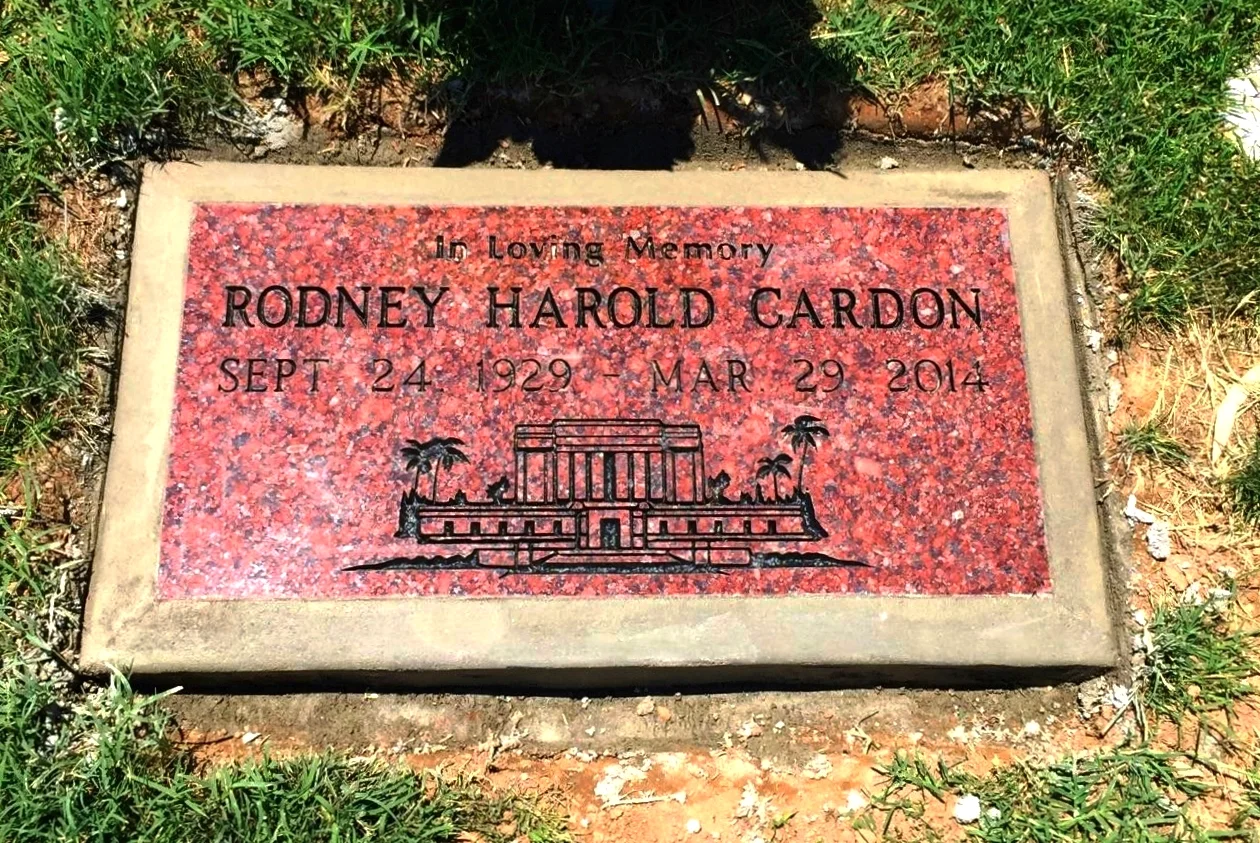 In Loving Memory
RODNEY HAROLD CARDON
SEPT. 24, 1929 - MAR. 29, 2014